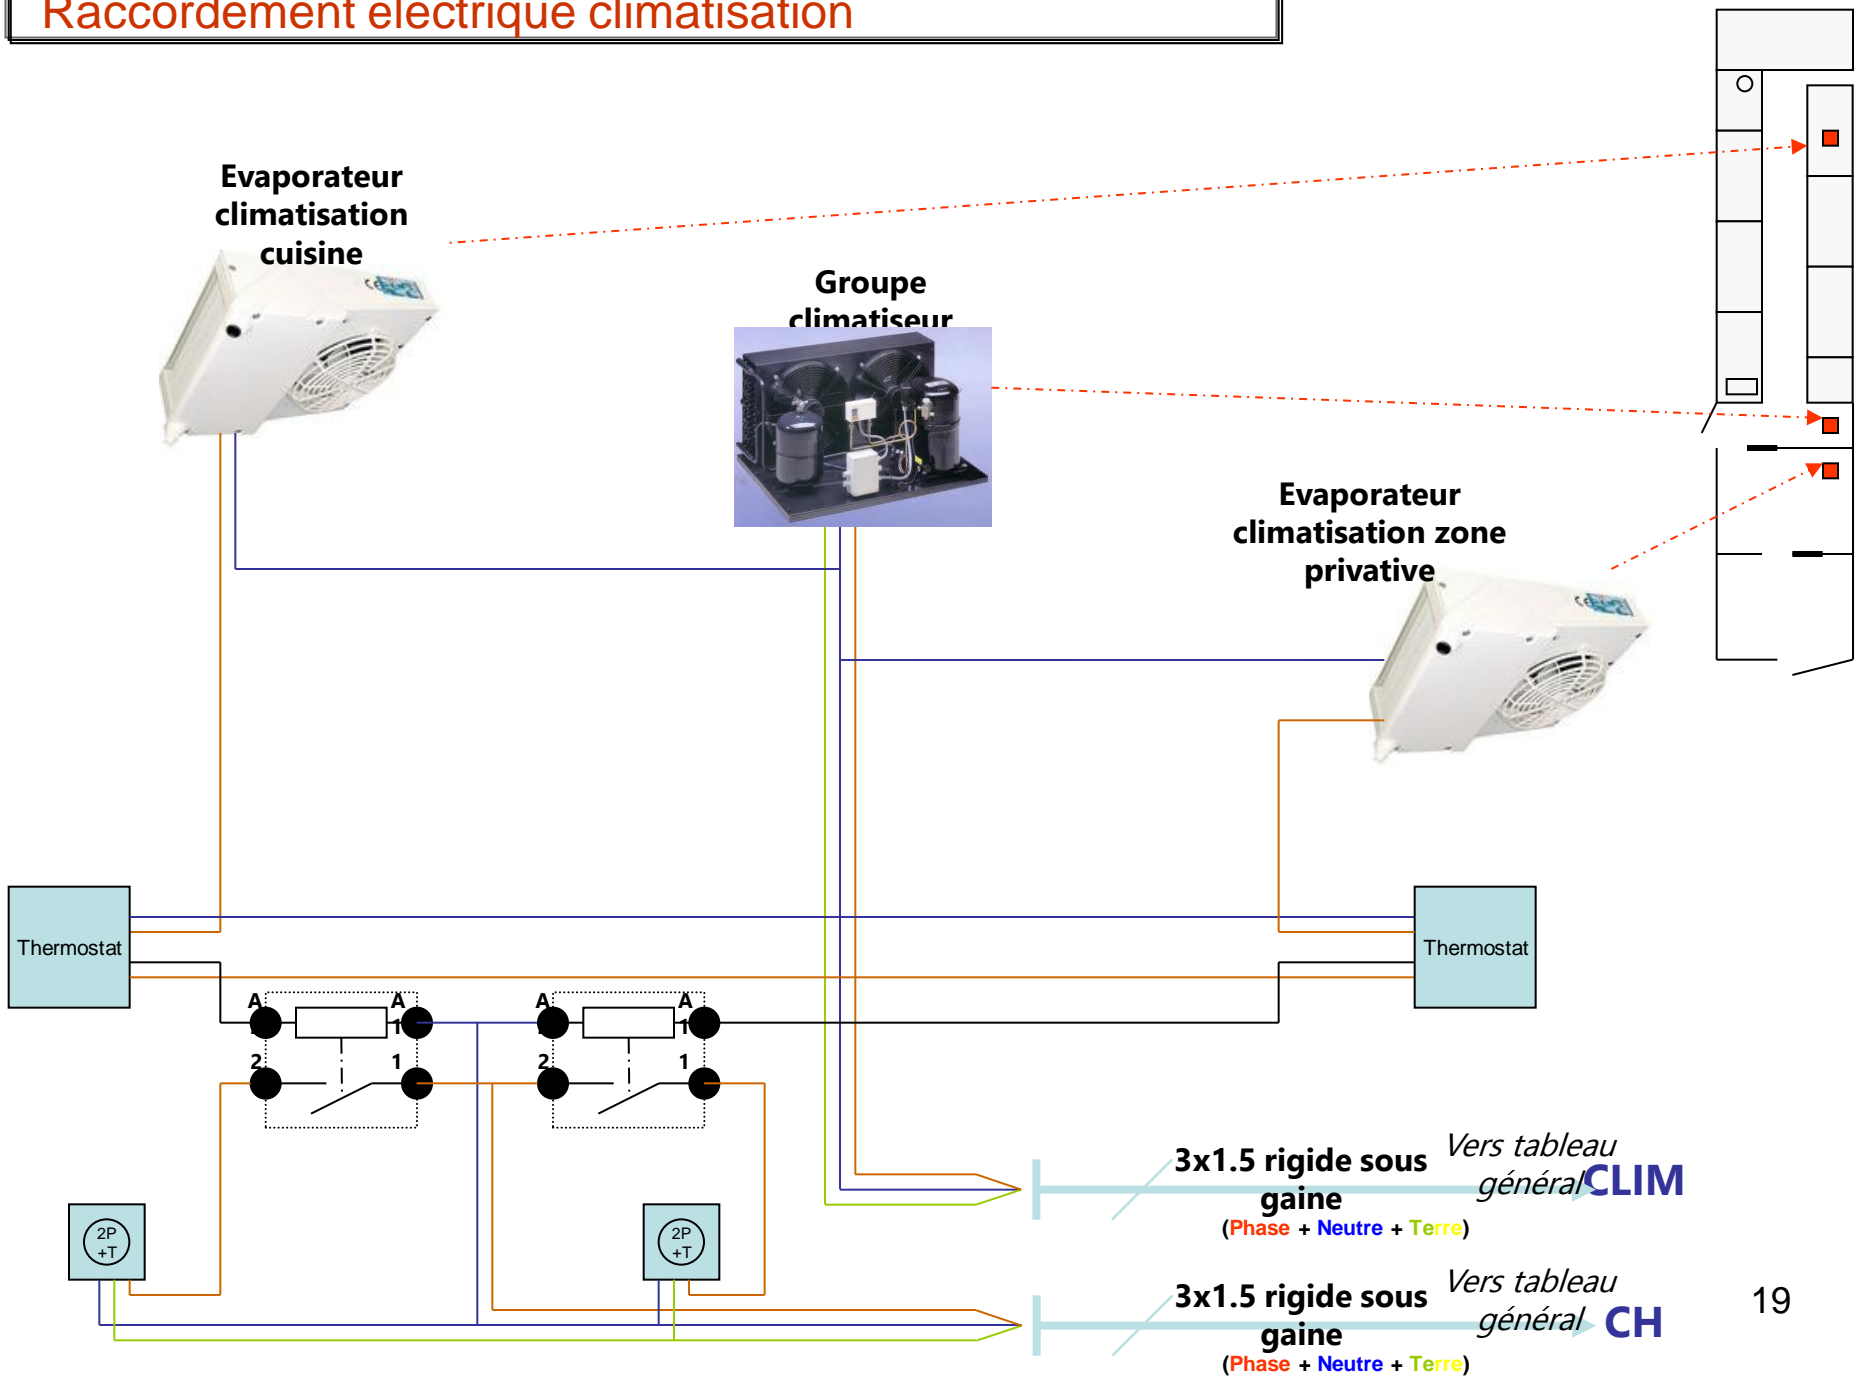 Raccordement électrique climatisation
Evaporateur
climatisation
cuisine
Groupe
climatiseur
Evaporateur
climatisation zone
privative
Thermostat
Thermostat
A
A
1
A
A
1
2
1
2
1
2P
+T
2P
+T
3x1.5 rigide sous
gaine
(Phase + Neutre + Terre)
Vers tableau
général
CLIM
3x1.5 rigide sous
gaine
(Phase + Neutre + Terre)
Vers tableau
général
CH
19